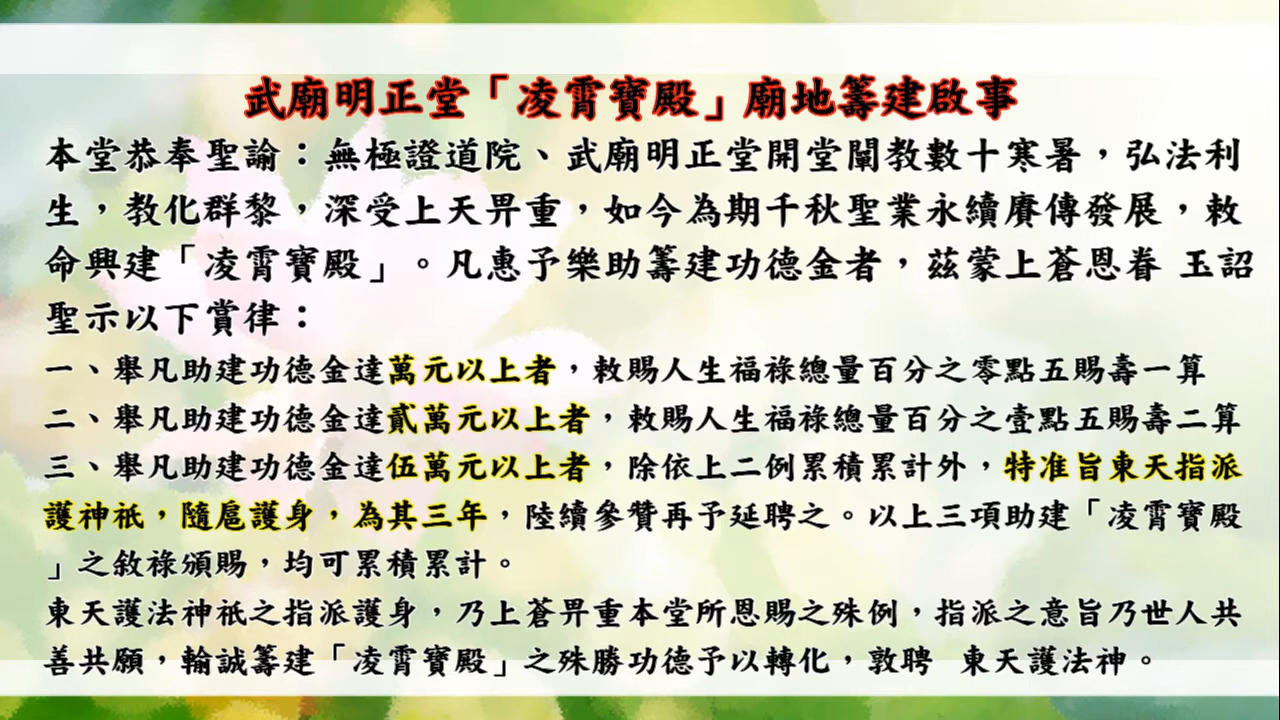 武廟明正堂「凌霄寶殿」廟地籌建啟事
本堂恭奉聖諭：無極證道院、武廟明正堂開堂闡教數十寒暑，弘法利
生，教化群黎，深受上天畀重，如今為期千秋聖業永續賡傳發展，敕
命興建「凌霄寶殿」。凡惠予樂助籌建功德金者，茲蒙上蒼恩眷 玉詔
聖示以下賞律：
一、舉凡助建功德金達萬元以上者，敕賜人生福祿總量百分之零點五賜壽一算
二、舉凡助建功德金達貳萬元以上者，敕賜人生福祿總量百分之壹點五賜壽二算
三、舉凡助建功德金達伍萬元以上者，除依上二例累積累計外，特准旨東天指派
護神祇，隨扈護身，為其三年，陸續參贊再予延聘之。以上三項助建「凌霄寶殿
」之敘祿頒賜，均可累積累計。
東天護法神祇之指派護身，乃上蒼畀重本堂所恩賜之殊例，指派之意旨乃世人共
善共願，輸誠籌建「凌霄寶殿」之殊勝功德予以轉化，敦聘 東天護法神。